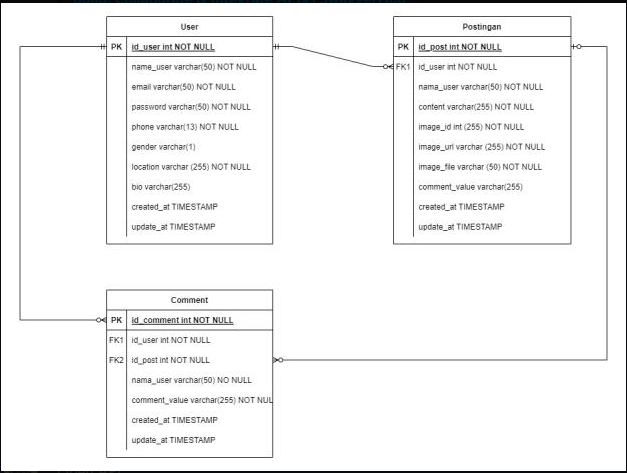 User
PK id_user int NOT NULL
name_user varchar(50) NOT NULL
email varchar(50) NOT NULL
password varchar(50) NOT NULL
phone varchar(13) NOT NULL
gender varchar(1)
location varchar (255) NOT NULL
bio varchar(255)
created_at TIMESTAMP
update_at TIMESTAMP
Postingan
PK id_post int NOT NULL
FK1 id_user int NOT NULL
nama_user varchar(50) NOT NULL
content varchar(255) NOT NULL
image_id int (255) NOT NULL
image_url varchar (255) NOT NULL
image_file varchar (50) NOT NULL
comment_value varchar(255)
created_at TIMESTAMP
update_at TIMESTAMP
Comment
PK id_comment int NOT NULL
FK1 id_user int NOT NULL
FK2 id_post int NOT NULL
nama_user varchar(50) NO NULL
comment_value varchar(255) NOT NUL
created_at TIMESTAMP
update_at TIMESTAMP